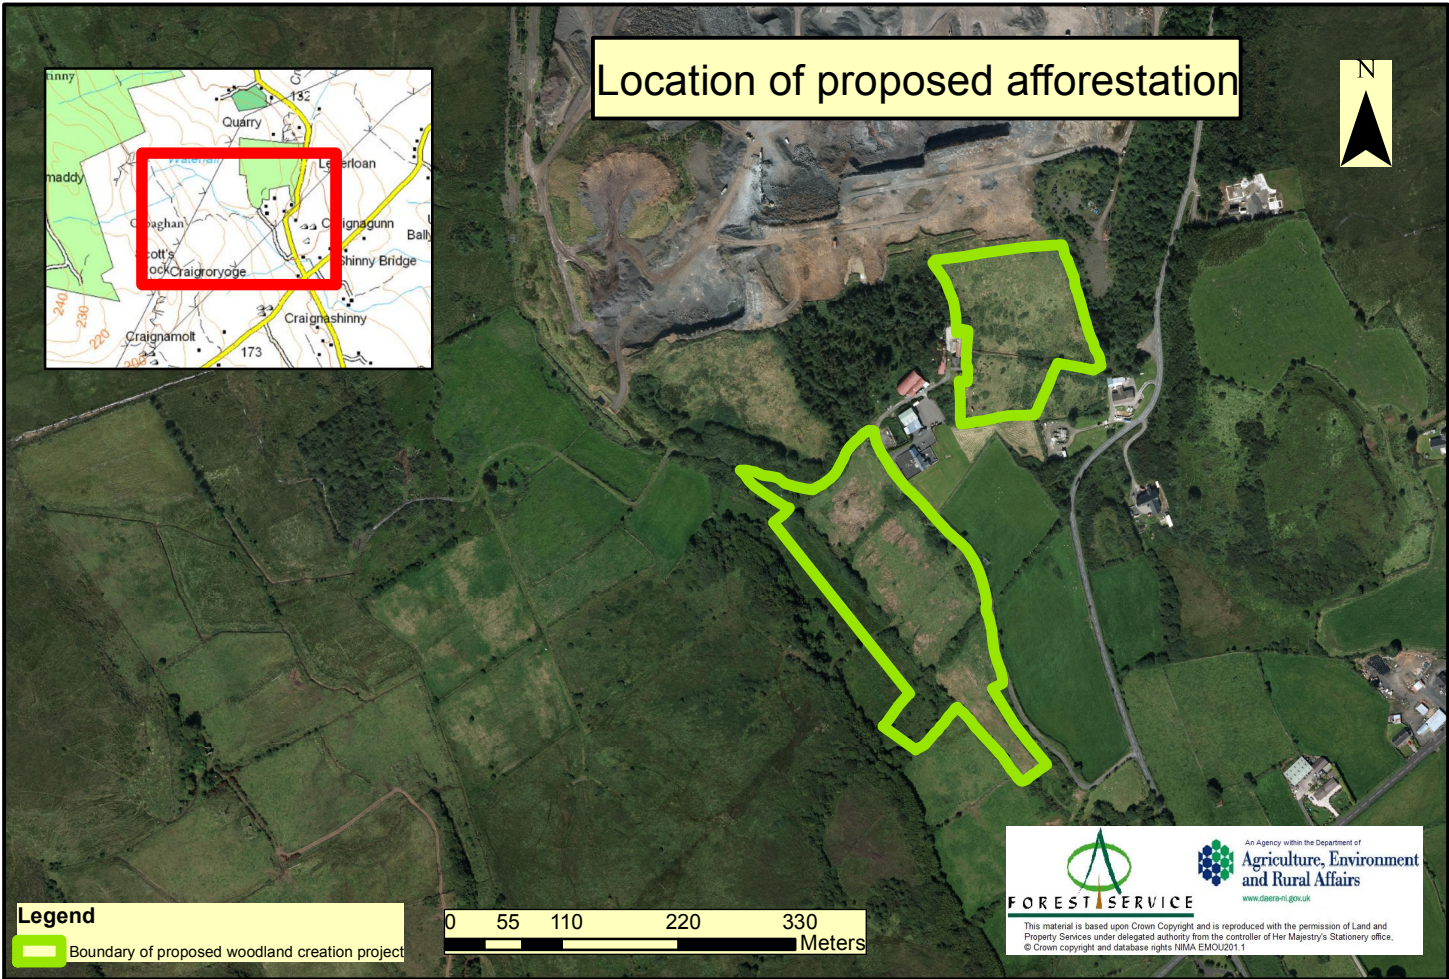 Location of proposed afforestation
N
tinny
132
Quarry
Waterfall
maddy
Craignagunn
Bally
Shinny Bridge
Craigroryoge
Craignashinny
Craignamolt
173
240
230
220
200
Legend
Boundary of proposed woodland creation project
0 55 110 220 330
Meters
FOREST SERVICE
An Agency within the Department of
Agriculture, Environment
and Rural Affairs
www.daera-ni.gov.uk
This material is based upon Crown Copyright and is reproduced with the permission of Land and
Property Services under delegated authority from the controller of Her Majesty's Stationery office,
© Crown copyright and database rights NIMA EMOU201.1